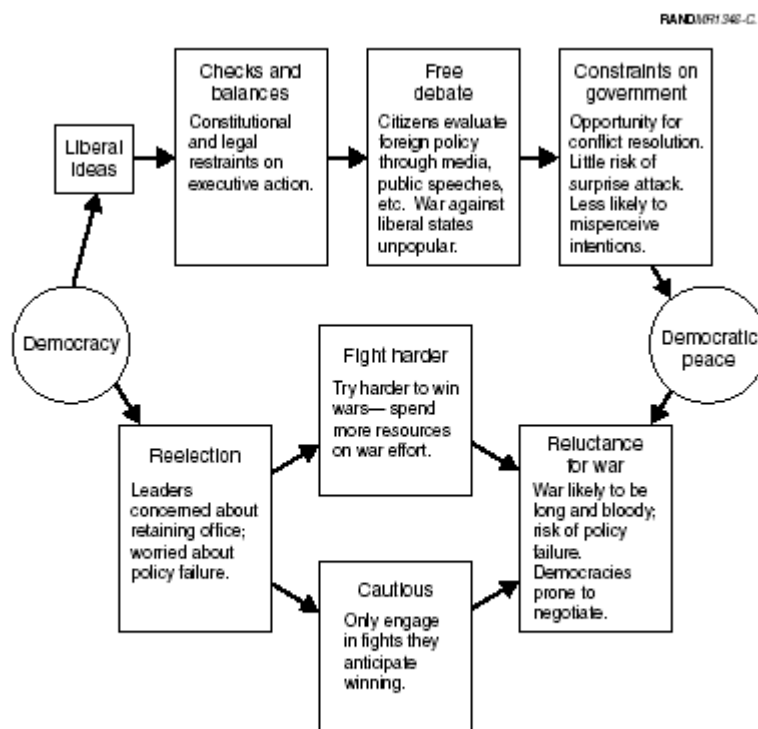 RANDMR1346-C.
Checks and
balances
Constitutional
and legal
restraints on
executive action.
Free
debate
Citizens evaluate
foreign policy
through media,
public speeches,
etc. War against
liberal states
unpopular.
Constraints on
government
Opportunity for
conflict resolution.
Little risk of
surprise attack.
Less likely to
misperceive
intentions.
Liberal
ideas
Democracy
Democratic
peace
Fight harder
Try harder to win
wars— spend
more resources
on war effort.
Reelection
Leaders
concerned about
retaining office;
worried about
policy failure.
Reluctance
for war
War likely to be
long and bloody;
risk of policy
failure.
Democracies
prone to
negotiate.
Cautious
Only engage
in fights they
anticipate
winning.